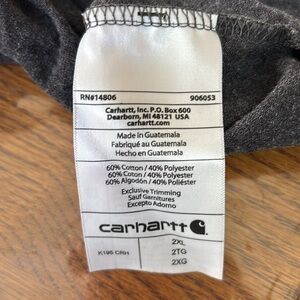 RN#14806 906053
Carhartt, Inc. P.O. Box 600
Dearborn, MI 48121 USA
carhartt.com
Made in Guatemala
Fabriqué au Guatemala
Hecho en Guatemala
60% Cotton / 40% Polyester
60% Coton / 40% Polyester
60% Algodón / 40% Poliéster
Exclusive Trimming
Sauf Garnitures
Excepto Adorno
carhartt
K195 CRH 2XL
2TG
2XG